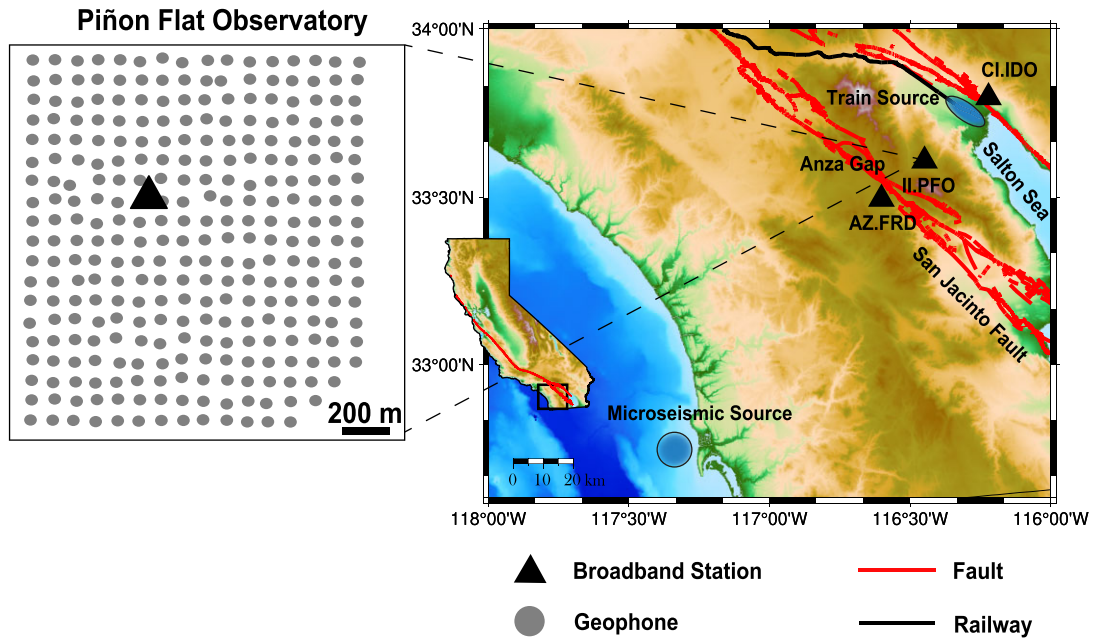 Piñon Flat Observatory
200 m
34°00'N
33°30'N
33°00'N
118°00'W
117°30'W
117°00'W
116°30'W
116°00'W
CI.IDO
Train Source
Anza Gap
II.PFO
AZ.FRD
Salton Sea
San Jacinto Fault
Microseismic Source
0 10 20 km
Broadband Station
Fault
Geophone
Railway